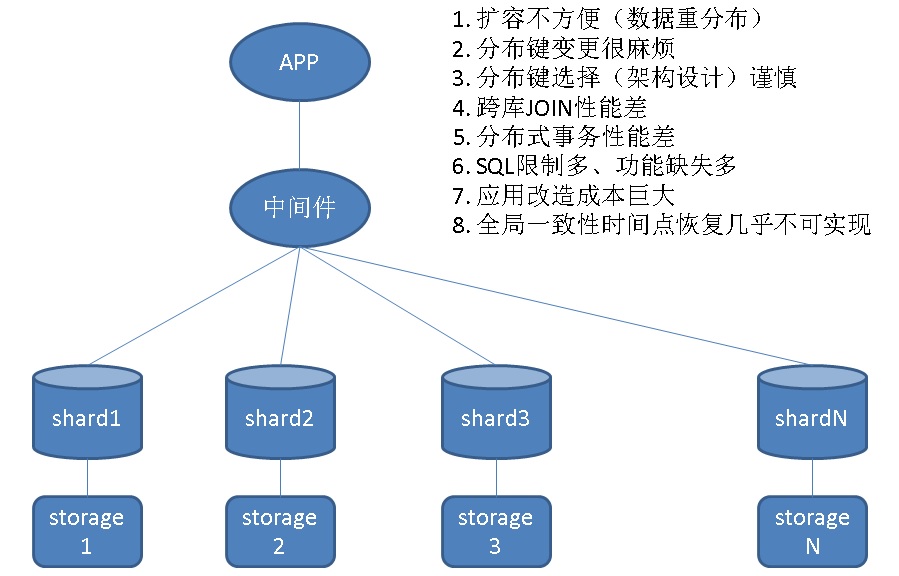 1. 扩容不方便（数据重分布）
2. 分布键变更很麻烦
3. 分布键选择（架构设计）谨慎
4. 跨库JOIN性能差
5. 分布式事务性能差
6. SQL限制多、功能缺失多
7. 应用改造成本巨大
8. 全局一致性时间点恢复几乎不可实现
APP
中间件
shard1
shard2
shard3
shardN
storage
1
storage
2
storage
3
storage
N